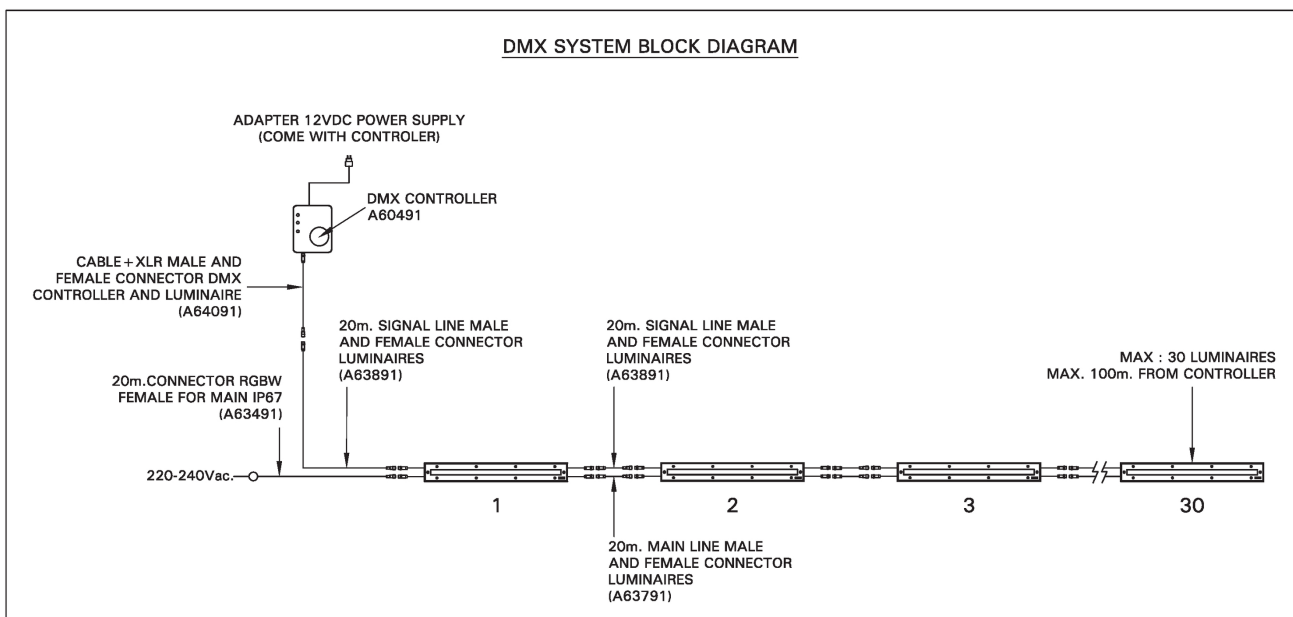 DMX SYSTEM BLOCK DIAGRAM
ADAPTER 12VDC POWER SUPPLY
(COME WITH CONTROLER)
DMX CONTROLLER
A60491
CABLE+XLR MALE AND
FEMALE CONNECTOR DMX
CONTROLLER AND LUMINAIRE
(A64091)
20m. SIGNAL LINE MALE
AND FEMALE CONNECTOR
LUMINAIRES
(A63891)
20m. SIGNAL LINE MALE
AND FEMALE CONNECTOR
LUMINAIRES
(A63891)
MAX : 30 LUMINAIRES
MAX. 100m. FROM CONTROLLER
20m.CONNECTOR RGBW
FEMALE FOR MAIN IP67
(A63491)
220-240Vac.
1
2
3
30
20m. MAIN LINE MALE
AND FEMALE CONNECTOR
LUMINAIRES
(A63791)